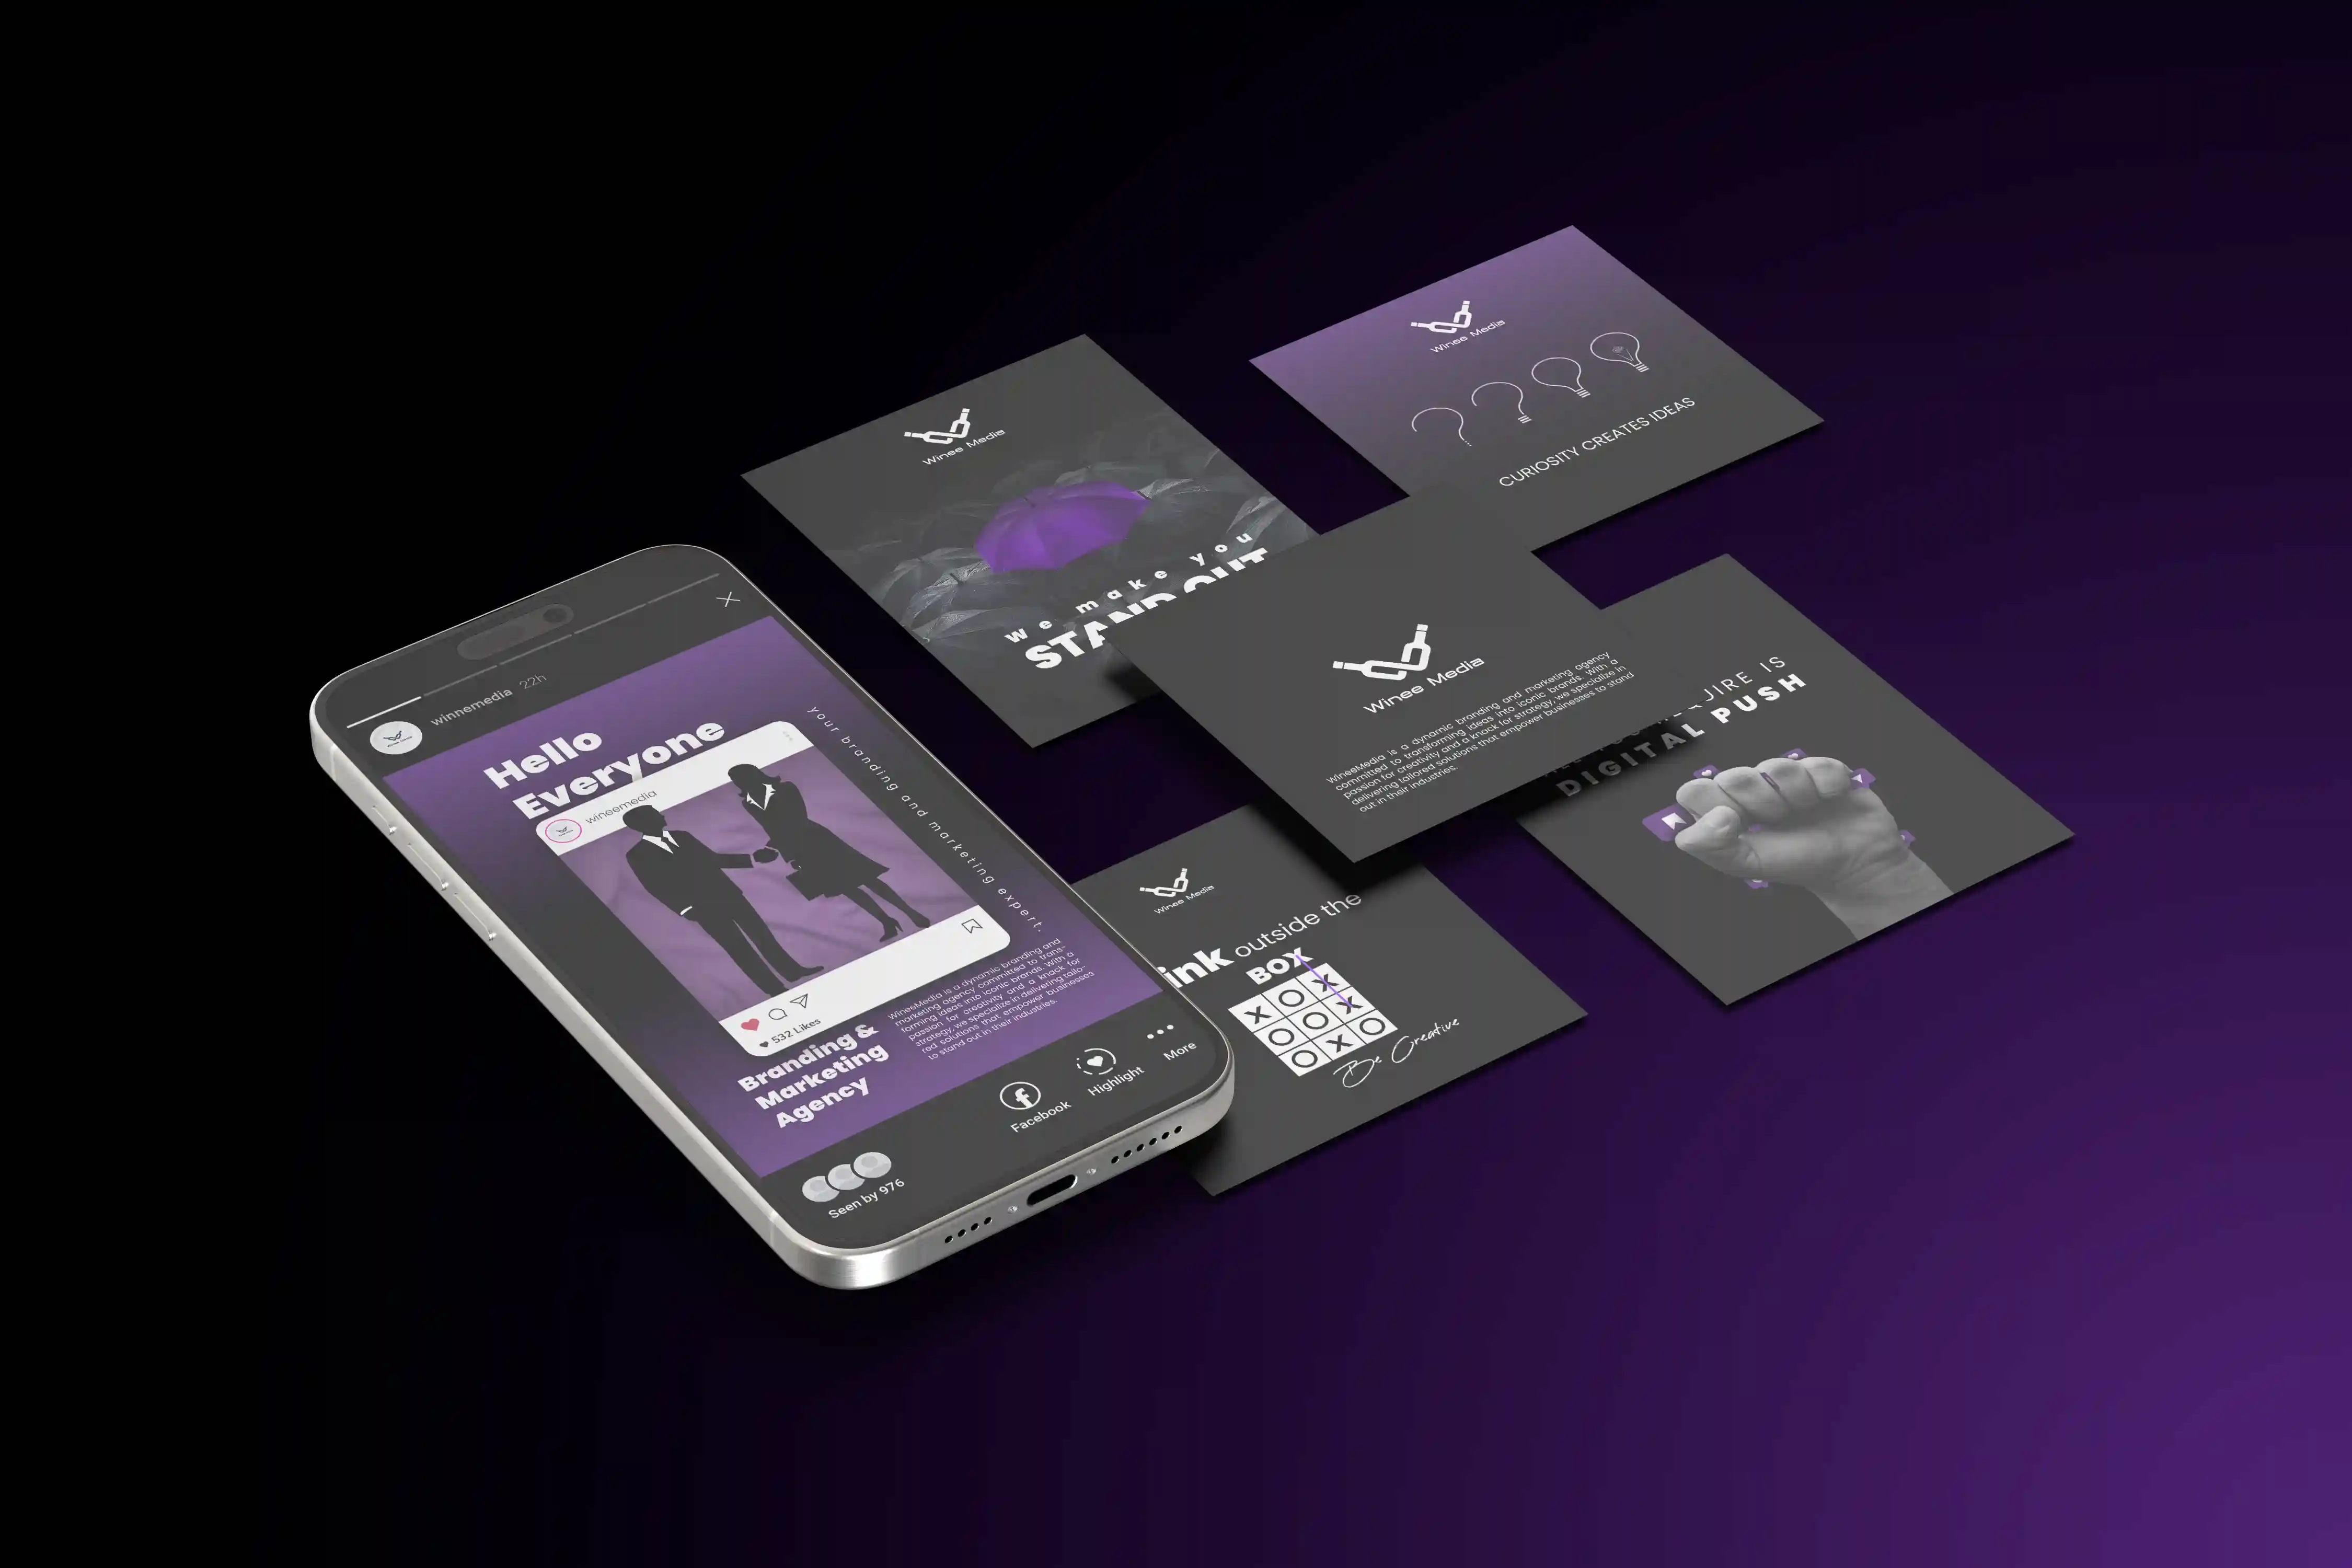 winnemedia 22h
Hello
Everyone
wineemedia
your branding and marketing expert.
532 Likes
Branding &
Marketing
Agency
WineeMedia is a dynamic branding and
marketing agency committed to trans-
forming ideas into iconic brands. With a
passion for creativity and a knack for
strategy, we specialize in delivering tailo-
red solutions that empower businesses
to stand out in their industries.
Seen by 976
Facebook
Highlight
More
Winee Media
we make you
STAND OUT
Winee Media
CURIOSITY CREATES IDEAS
Winee Media
WineeMedia is a dynamic branding and marketing agency
committed to transforming ideas into iconic brands. With a
passion for creativity and a knack for strategy, we specialize in
delivering tailored solutions that empower businesses to stand
out in their industries.
IS
DIGITAL PUSH
Winee Media
ink outside the
BOX
X O X
O O X
O X O
Be Creative